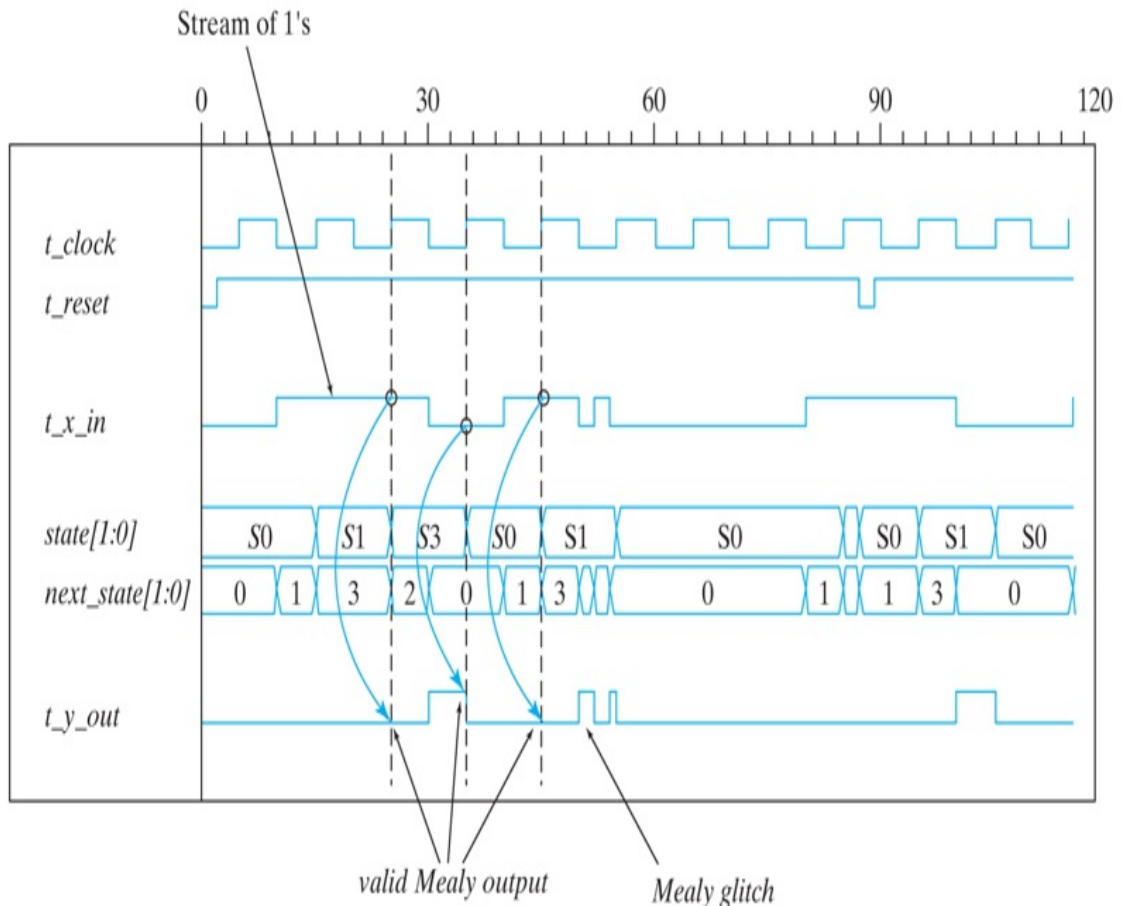 Stream of 1's
0 30 60 90 120
t_clock
t_reset
t_x_in
state[1:0] S0 S1 S3 S0 S1 S0 S0 S1 S0
next_state[1:0] 0 1 3 2 0 1 3 0 1 1 3 0
t_y_out
valid Mealy output
Mealy glitch